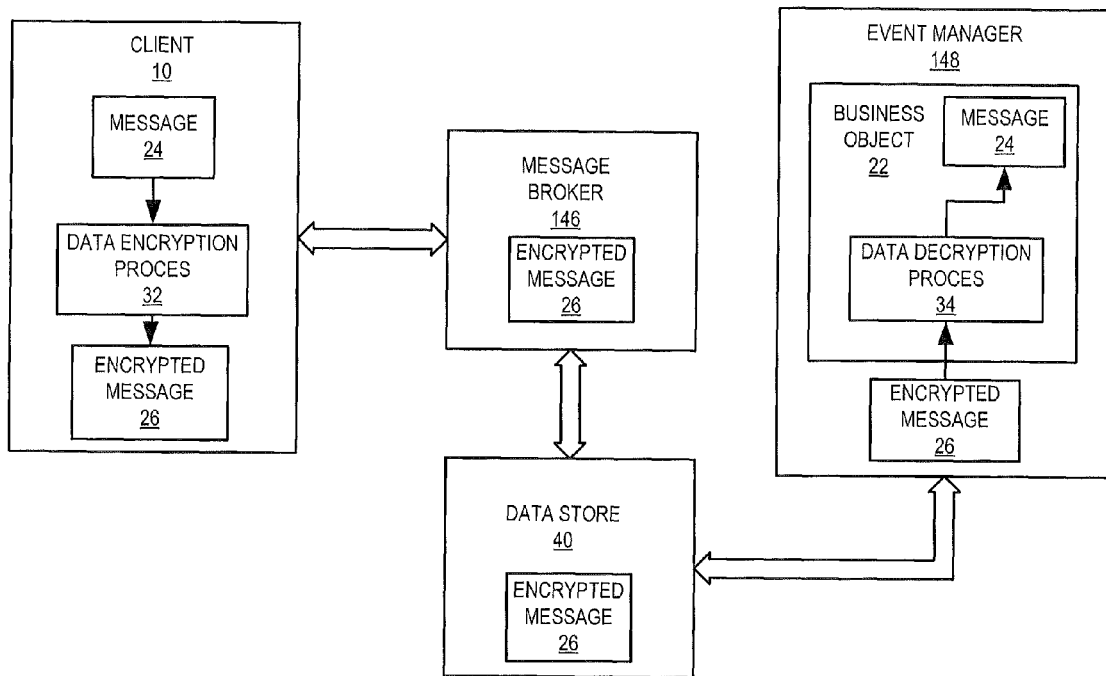 CLIENT
10
MESSAGE
24
DATA ENCRYPTION
PROCES
32
ENCRYPTED
MESSAGE
26
MESSAGE
BROKER
146
ENCRYPTED
MESSAGE
26
DATA STORE
40
ENCRYPTED
MESSAGE
26
EVENT MANAGER
148
BUSINESS
OBJECT
22
MESSAGE
24
DATA DECRYPTION
PROCES
34
ENCRYPTED
MESSAGE
26